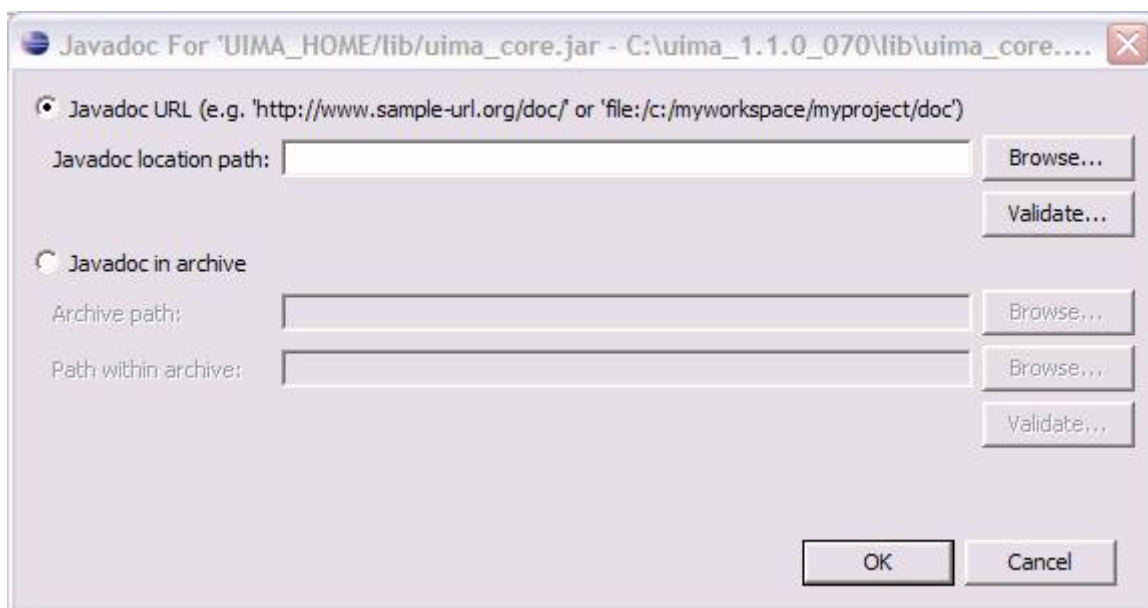 Javadoc For 'UIMA_HOME/lib/uima_core.jar - C:\uima_1.1.0_070\lib\uima_core....
Javadoc URL (e.g. 'http://www.sample-url.org/doc/' or 'file:/c:/myworkspace/myproject/doc')
Javadoc location path: Browse...
Validate...
Javadoc in archive
Archive path: Browse...
Path within archive: Browse...
Validate...
OK Cancel